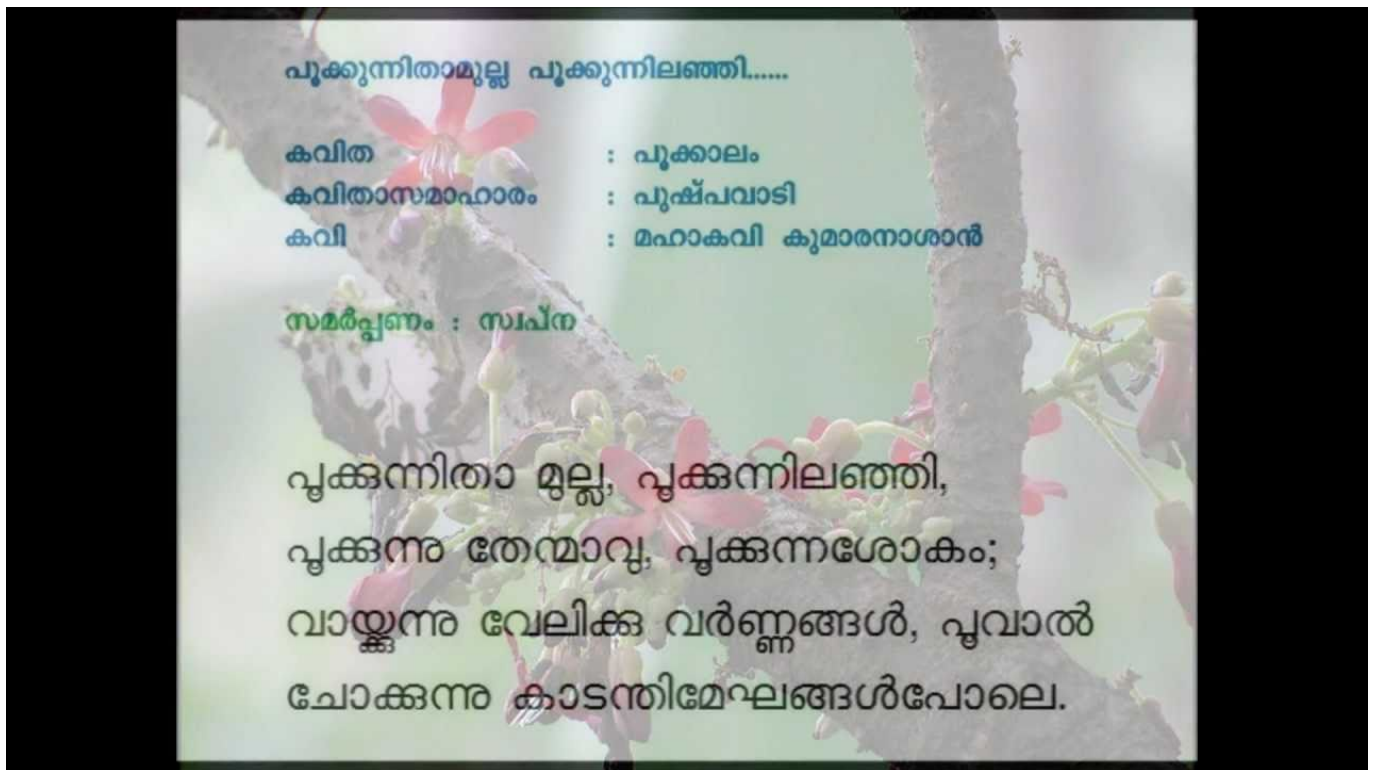 പൂക്കുന്നിതാമുല്ല പൂക്കുന്നിലഞ്ഞി......
കവിത : പൂക്കാലം
കവിതാസമാഹാരം : പുഷ്പവാടി
കവി : മഹാകവി കുമാരനാശാൻ
സമർപ്പണം : സ്വപ്ന
പൂക്കുന്നിതാ മുല്ല, പൂക്കുന്നിലഞ്ഞി,
പൂക്കുന്നു തേന്മാവു, പൂക്കുന്നശോകം;
വായ്ക്കുന്നു വേലിക്കു വർണ്ണങ്ങൾ, പൂവാൽ
ചോക്കുന്നു കാടന്തിമേഘങ്ങൾപോലെ.